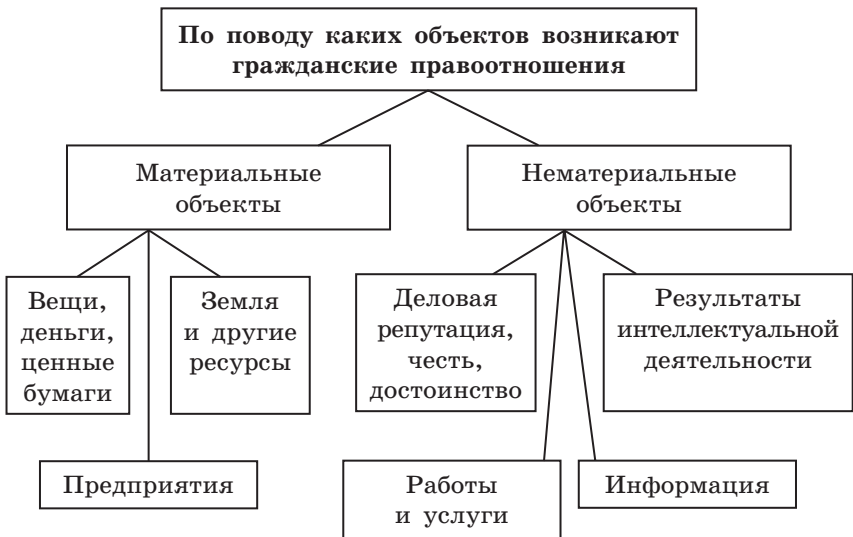 По поводу каких объектов возникают
гражданские правоотношения
Материальные
объекты
Нематериальные
объекты
Вещи,
деньги,
ценные
бумаги
Земля
и другие
ресурсы
Деловая
репутация,
честь,
достоинство
Результаты
интеллектуальной
деятельности
Предприятия
Работы
и услуги
Информация